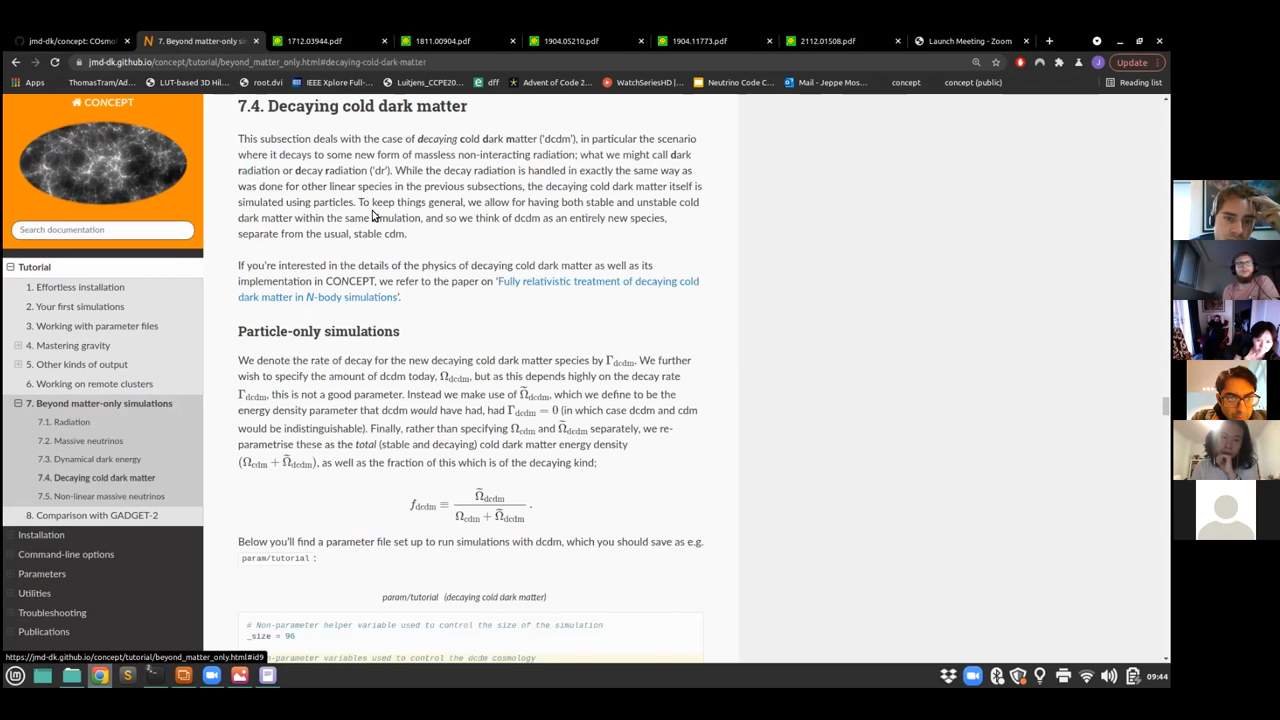 jmd-dk/concept: COsmo
7. Beyond matter-only si
1712.03944.pdf
1811.00904.pdf
1904.05210.pdf
1904.11773.pdf
2112.01508.pdf
Launch Meeting - Zoom
jmd-dk.github.io/concept/tutorial/beyond_matter_only.html#decaying-cold-dark-matter
J
Update
Apps
ThomasTram/Ad...
LUT-based 3D Hil...
root.dvi
IEEE Xplore Full-...
Luitjens_CCPE20...
dff
Advent of Code 2...
WatchSeriesHD |...
Neutrino Code M...
Mail - Jeppe Mos...
concept
concept (public)
Reading list
CONCEPT
Search documentation
Tutorial
1. Effortless installation
2. Your first simulations
3. Working with parameter files
4. Mastering gravity
5. Other kinds of output
6. Working on remote clusters
7. Beyond matter-only simulations
7.1. Radiation
7.2. Massive neutrinos
7.3. Dynamical dark energy
7.4. Decaying cold dark matter
7.5. Non-linear massive neutrinos
8. Comparison with GADGET-2
Installation
Command-line options
Parameters
Utilities
Troubleshooting
Publications
7.4. Decaying cold dark matter
This subsection deals with the case of decaying cold dark matter ('dcdm'), in particular the scenario
where it decays to some new form of massless non-interacting radiation; what we might call dark
radiation or decay radiation ('dr'). While the decay radiation is handled in exactly the same way as
was done for other linear species in the previous subsections, the decaying cold dark matter itself is
simulated using particles. To keep things general, we allow for having both stable and unstable cold
dark matter within the same simulation, and so we think of dcdm as an entirely new species,
separate from the usual, stable cdm.
If you're interested in the details of the physics of decaying cold dark matter as well as its
implementation in CONCEPT, we refer to the paper on 'Fully relativistic treatment of decaying cold
dark matter in N-body simulations'.
Particle-only simulations
We denote the rate of decay for the new decaying cold dark matter species by Γdcdm. We further
wish to specify the amount of dcdm today, Ωdcdm, but as this depends highly on the decay rate
Γdcdm, this is not a good parameter. Instead we make use of Ω̃dcdm, which we define to be the
energy density parameter that dcdm would have had, had Γdcdm = 0 (in which case dcdm and cdm
would be indistinguishable). Finally, rather than specifying Ωcdm and Ω̃dcdm separately, we re-
parametrise these as the total (stable and decaying) cold dark matter energy density
(Ωcdm + Ω̃dcdm), as well as the fraction of this which is of the decaying kind;
fdcdm ≡ Ω̃dcdm / (Ωcdm + Ω̃dcdm) .
Below you'll find a parameter file set up to run simulations with dcdm, which you should save as e.g.
param/tutorial :
param/tutorial (decaying cold dark matter)
# Non-parameter helper variable used to control the size of the simulation
_size = 96
n-parameter variables used to control the dcdm cosmology
https://jmd-dk.github.io/concept/tutorial/beyond_matter_only.html#id9
09:44